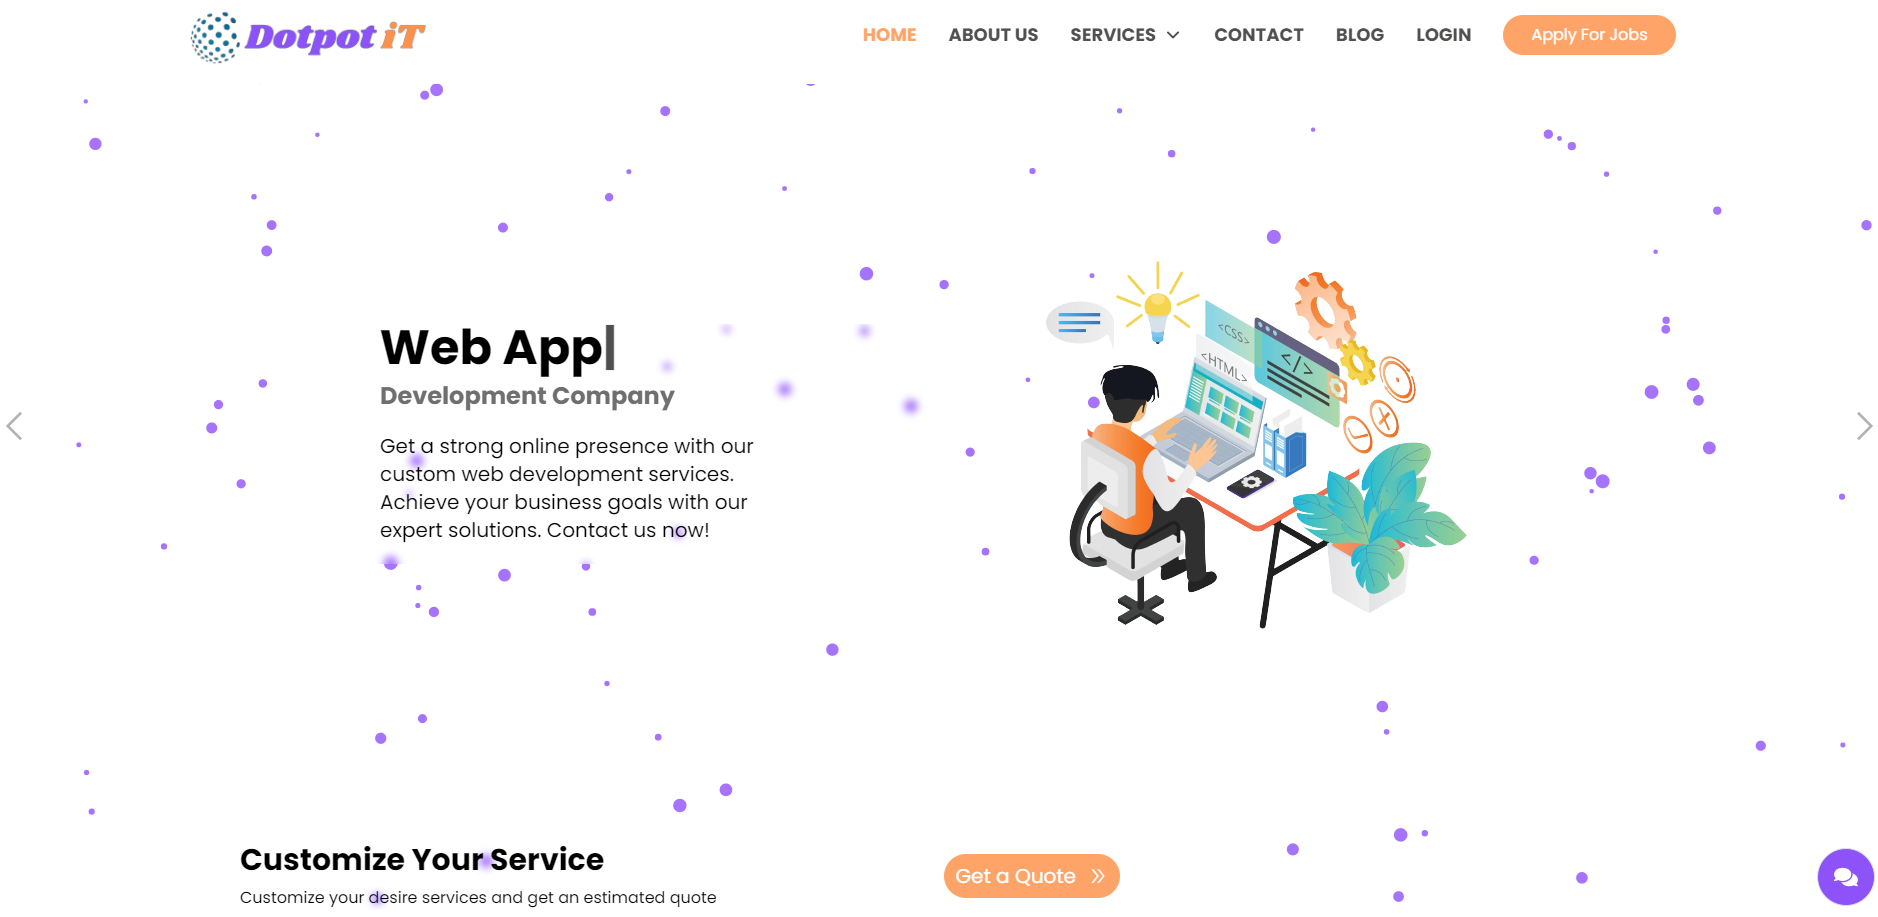 Dotpot iT
HOME ABOUT US SERVICES CONTACT BLOG LOGIN Apply For Jobs
<CSS>
</>
<HTML>
Web App
Development Company
Get a strong online presence with our
custom web development services.
Achieve your business goals with our
expert solutions. Contact us now!
Customize Your Service
Customize your desire services and get an estimated quote
Get a Quote